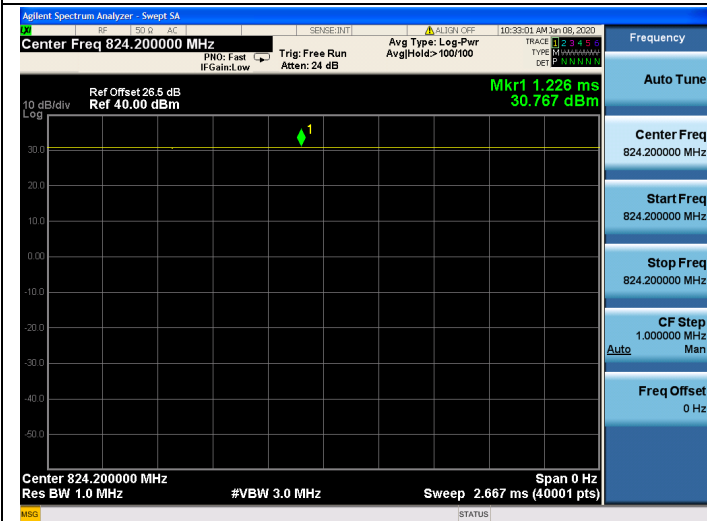 Agilent Spectrum Analyzer - Swept SA
LXI RF 50 Ω AC SENSE:INT ALIGN OFF 10:33:01 AM Jan 08, 2020
Center Freq 824.200000 MHz
PNO: Fast
IFGain:Low
Trig: Free Run
Atten: 24 dB
Avg Type: Log-Pwr
Avg|Hold:>100/100
TRACE 1 2 3 4 5 6
TYPE M W W W W W
DET P N N N N N
Ref Offset 26.5 dB
Ref 40.00 dBm
10 dB/div
Log
Mkr1 1.226 ms
30.767 dBm
1
30.0
20.0
10.0
0.00
-10.0
-20.0
-30.0
-40.0
-50.0
Center 824.200000 MHz
Span 0 Hz
Res BW 1.0 MHz
#VBW 3.0 MHz
Sweep 2.667 ms (40001 pts)
MSG
STATUS
Frequency
Auto Tune
Center Freq
824.200000 MHz
Start Freq
824.200000 MHz
Stop Freq
824.200000 MHz
CF Step
1.000000 MHz
Auto Man
Freq Offset
0 Hz